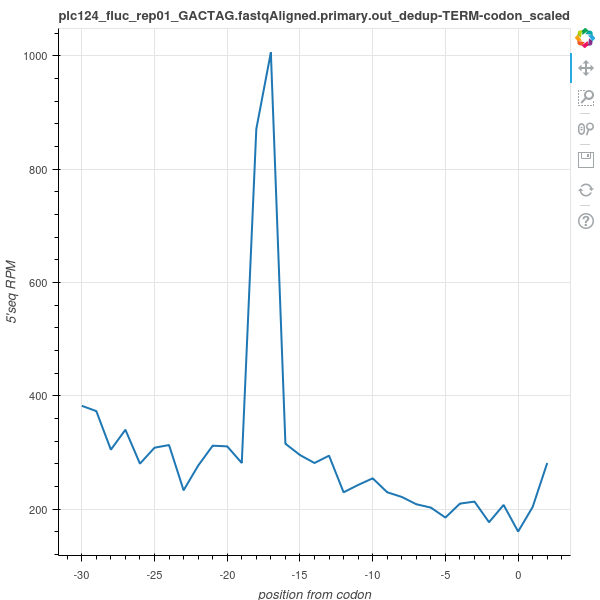 plc124_fluc_rep01_GACTAG.fastqAligned.primary.out_dedup-TERM-codon_scaled
1000
800
600
400
200
5'seq RPM
-30 -25 -20 -15 -10 -5 0
position from codon